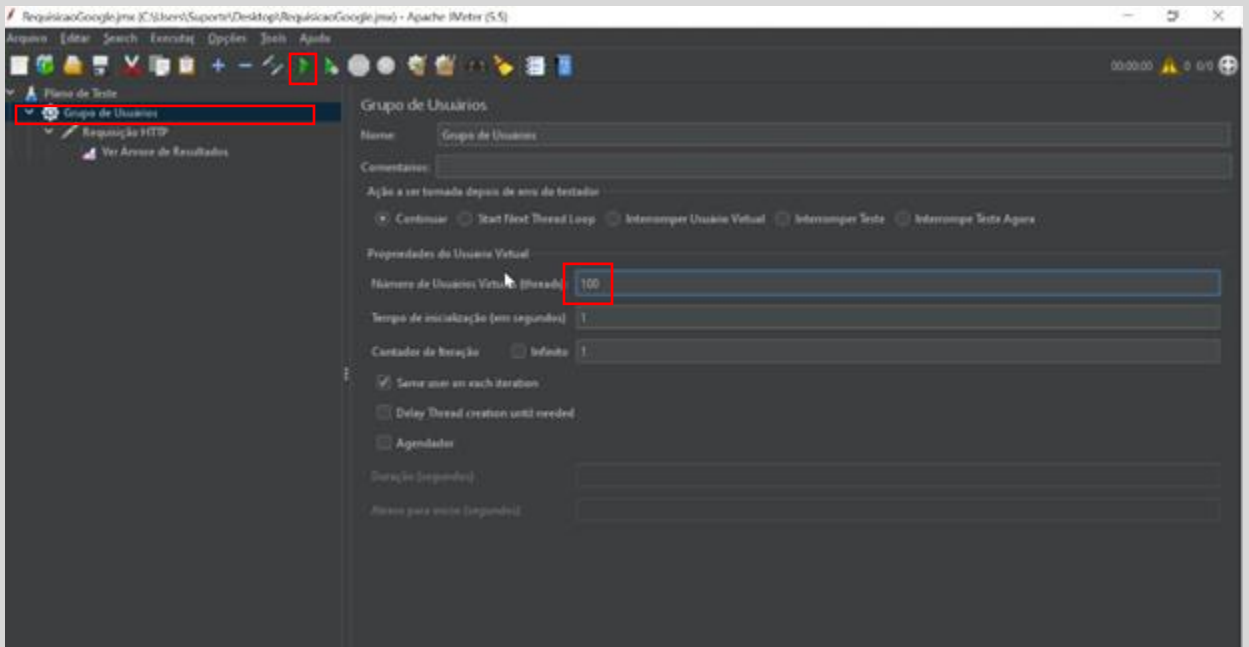 RequisicaoGoogle.jmx (C:\Users\Suporte\Desktop\RequisicaoGoogle.jmx) - Apache JMeter (5.5)
Arquivo Editar Search Executar Opções Tools Ajuda
00:00:00 0 0/0
Plano de Teste
Grupo de Usuários
Requisição HTTP
Ver Árvore de Resultados
Grupo de Usuários
Nome: Grupo de Usuários
Comentários:
Ação a ser tomada depois de erro do testador
Continuar Start Next Thread Loop Interromper Usuário Virtual Interromper Teste Interrompe Teste Agora
Propriedades do Usuário Virtual
Número de Usuários Virtuais (threads) 100
Tempo de inicialização (em segundos) 1
Contador de Iteração Infinito 1
Same user on each iteration
Delay Thread creation until needed
Agendador
Duração (segundos)
Atraso para iniciar (segundos)